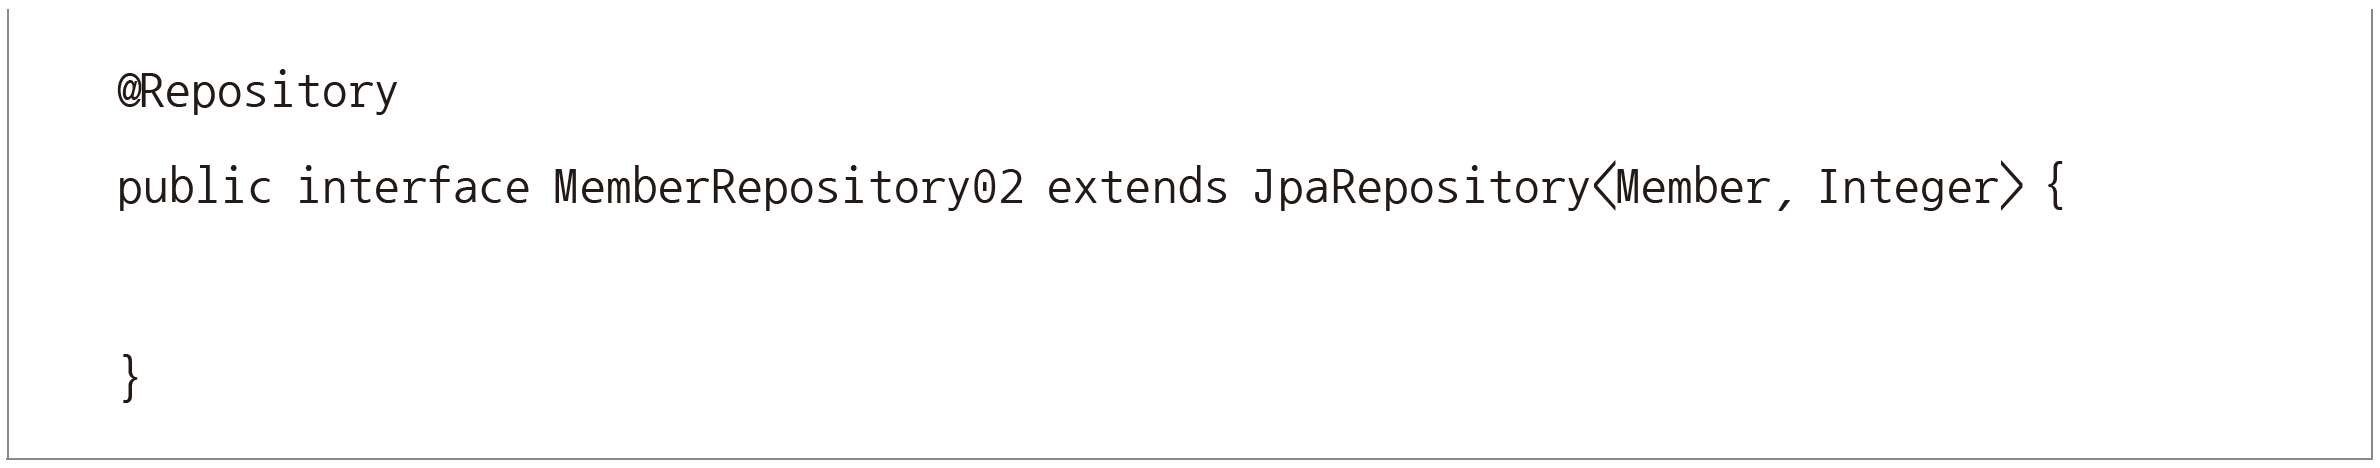 @Repository
public interface MemberRepository02 extends JpaRepository<Member, Integer> {
}